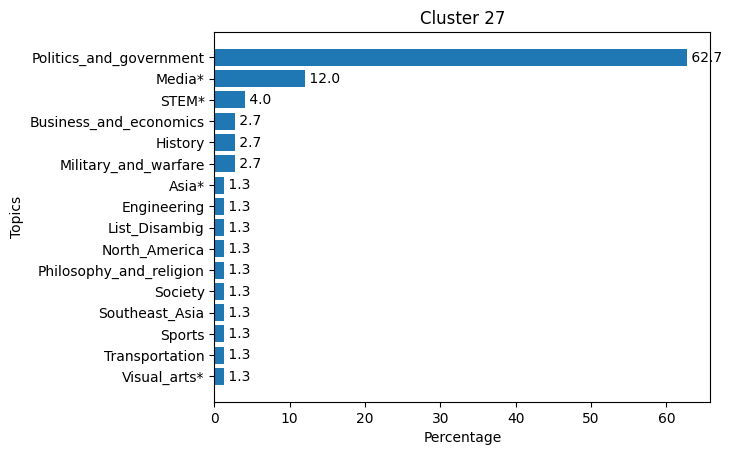 Cluster 27
Politics_and_government 62.7
Media* 12.0
STEM* 4.0
Business_and_economics 2.7
History 2.7
Military_and_warfare 2.7
Asia* 1.3
Engineering 1.3
List_Disambig 1.3
North_America 1.3
Philosophy_and_religion 1.3
Society 1.3
Southeast_Asia 1.3
Sports 1.3
Transportation 1.3
Visual_arts* 1.3
Topics
0 10 20 30 40 50 60
Percentage